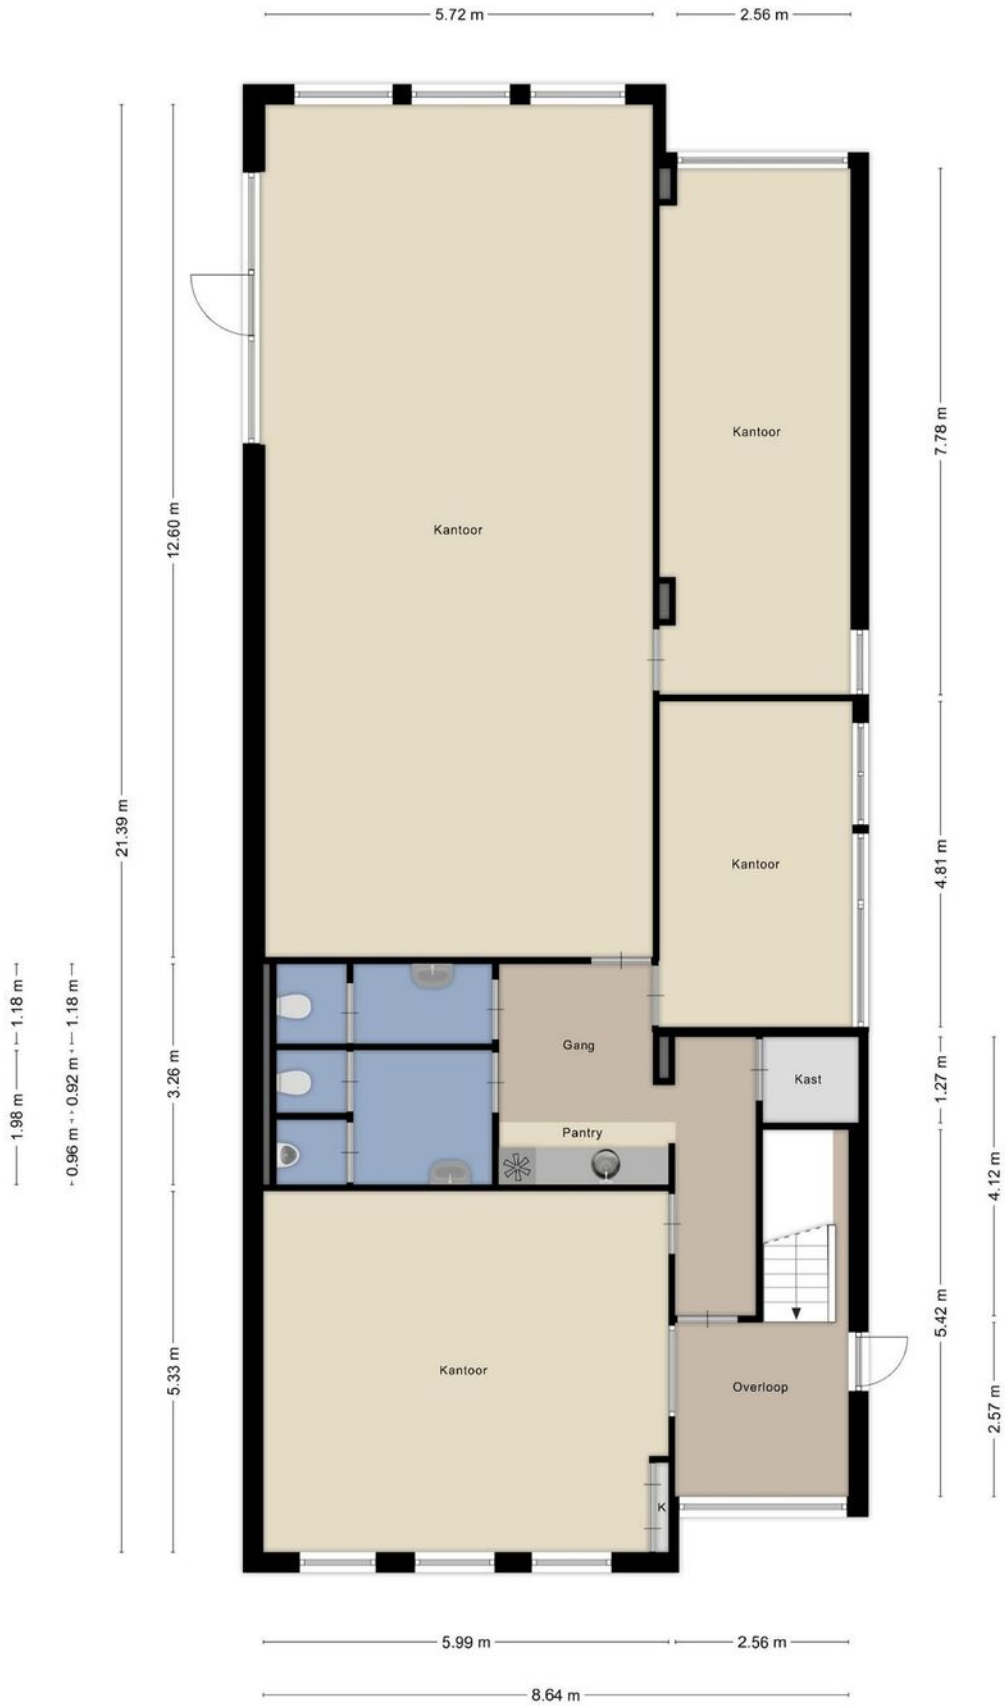 5.72 m
2.56 m
Kantoor
7.78 m
12.60 m
Kantoor
21.39 m
4.81 m
Kantoor
1.18 m
1.18 m
0.92 m
0.96 m
1.98 m
3.26 m
Gang
Kast
1.27 m
Pantry
4.12 m
5.42 m
5.33 m
Kantoor
Overloop
2.57 m
K
5.99 m
2.56 m
8.64 m